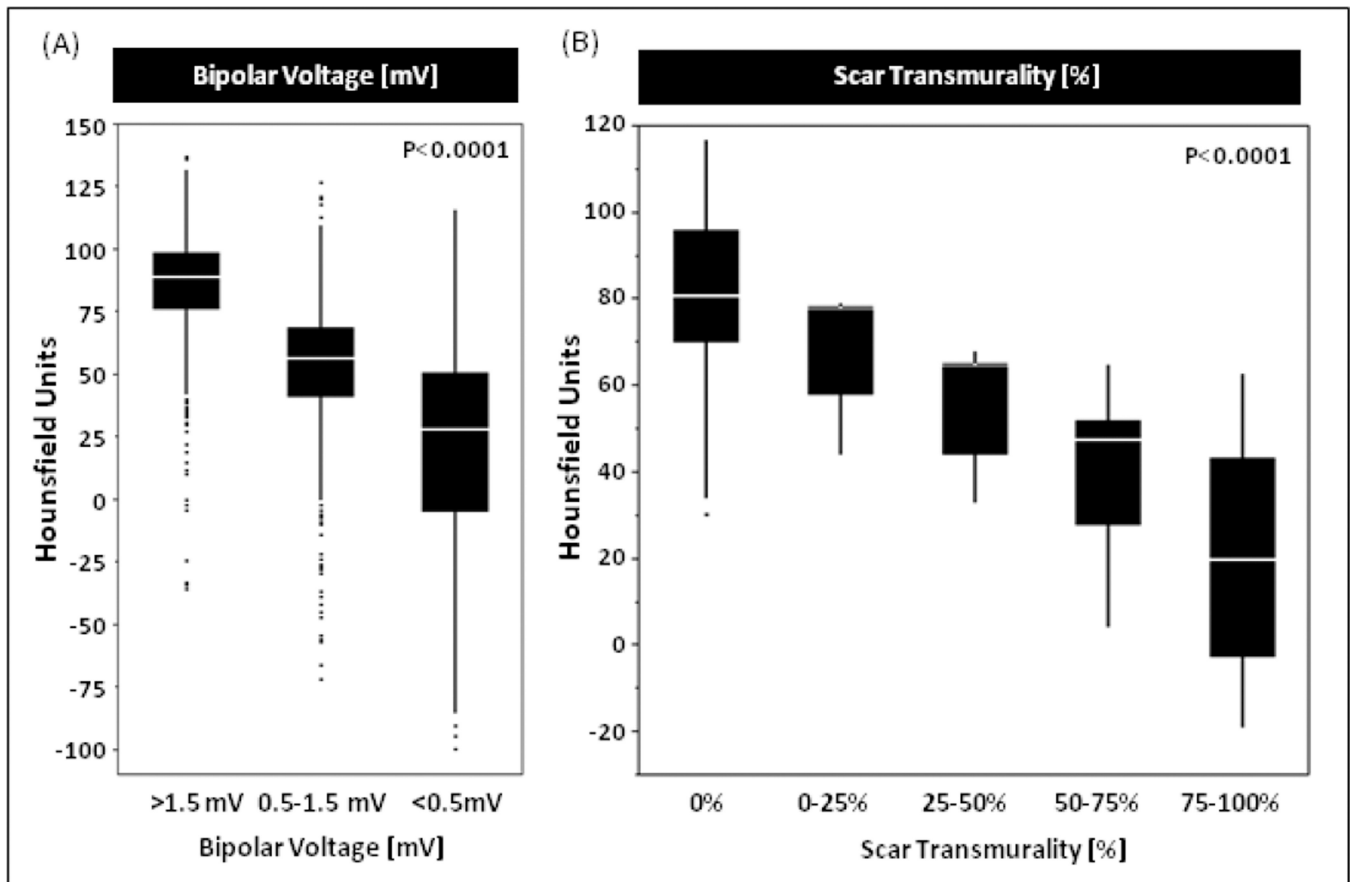 (A)
Bipolar Voltage [mV]
P<0.0001
150
125
100
75
50
25
0
-25
-50
-75
-100
Hounsfield Units
>1.5 mV 0.5-1.5 mV <0.5mV
Bipolar Voltage [mV]
(B)
Scar Transmurality [%]
P<0.0001
120
100
80
60
40
20
0
-20
Hounsfield Units
0% 0-25% 25-50% 50-75% 75-100%
Scar Transmurality [%]